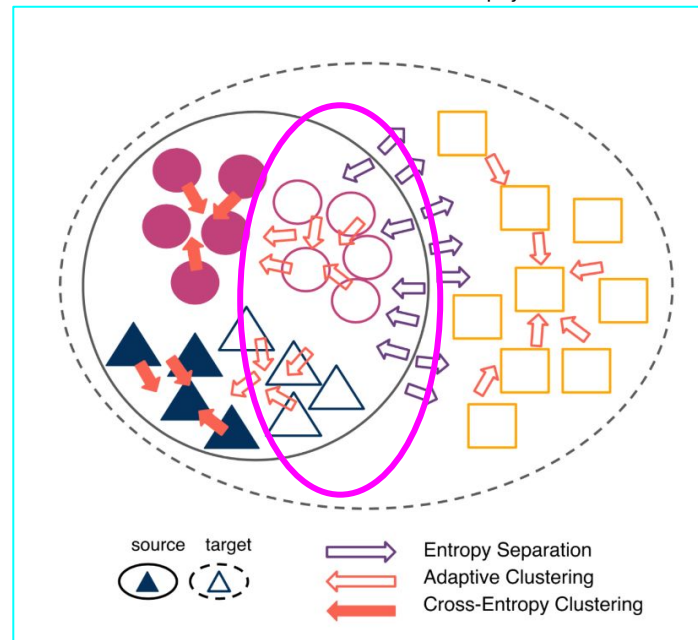 source target
Entropy Separation
Adaptive Clustering
Cross-Entropy Clustering